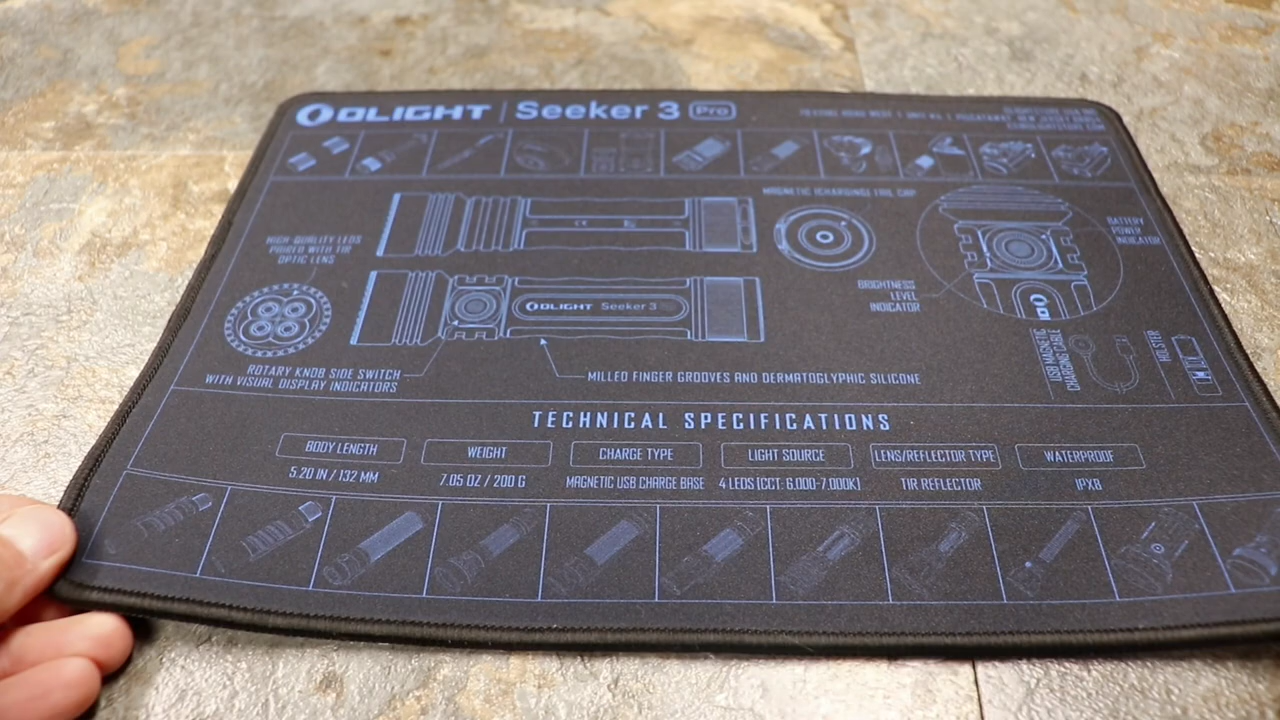 OLIGHT | Seeker 3 Pro
MAGNETIC (CHARGING) TAIL CAP
HIGH-QUALITY LEDS
PAIRED WITH TIR
OPTIC LENS
BATTERY
POWER
INDICATOR
BRIGHTNESS
LEVEL
INDICATOR
OLIGHT Seeker 3
USB MAGNETIC
CHARGING CABLE
HOLSTER
ROTARY KNOB SIDE SWITCH
WITH VISUAL DISPLAY INDICATORS
MILLED FINGER GROOVES AND DERMATOGLYPHIC SILICONE
TECHNICAL SPECIFICATIONS
BODY LENGTH
WEIGHT
CHARGE TYPE
LIGHT SOURCE
LENS/REFLECTOR TYPE
WATERPROOF
5.20 IN / 132 MM
7.05 OZ / 200 G
MAGNETIC USB CHARGE BASE
4 LEDS [CCT: 6,000-7,000K]
TIR REFLECTOR
IPX8